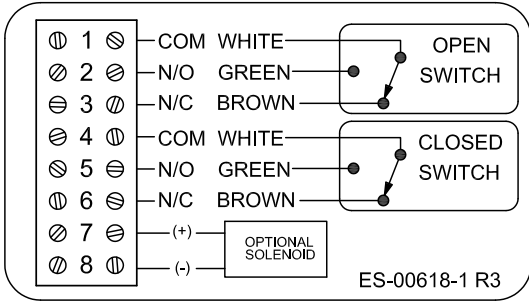 1 COM WHITE
2 N/O GREEN
3 N/C BROWN
OPEN
SWITCH
4 COM WHITE
5 N/O GREEN
6 N/C BROWN
CLOSED
SWITCH
7 (+)
8 (-)
OPTIONAL
SOLENOID
ES-00618-1 R3